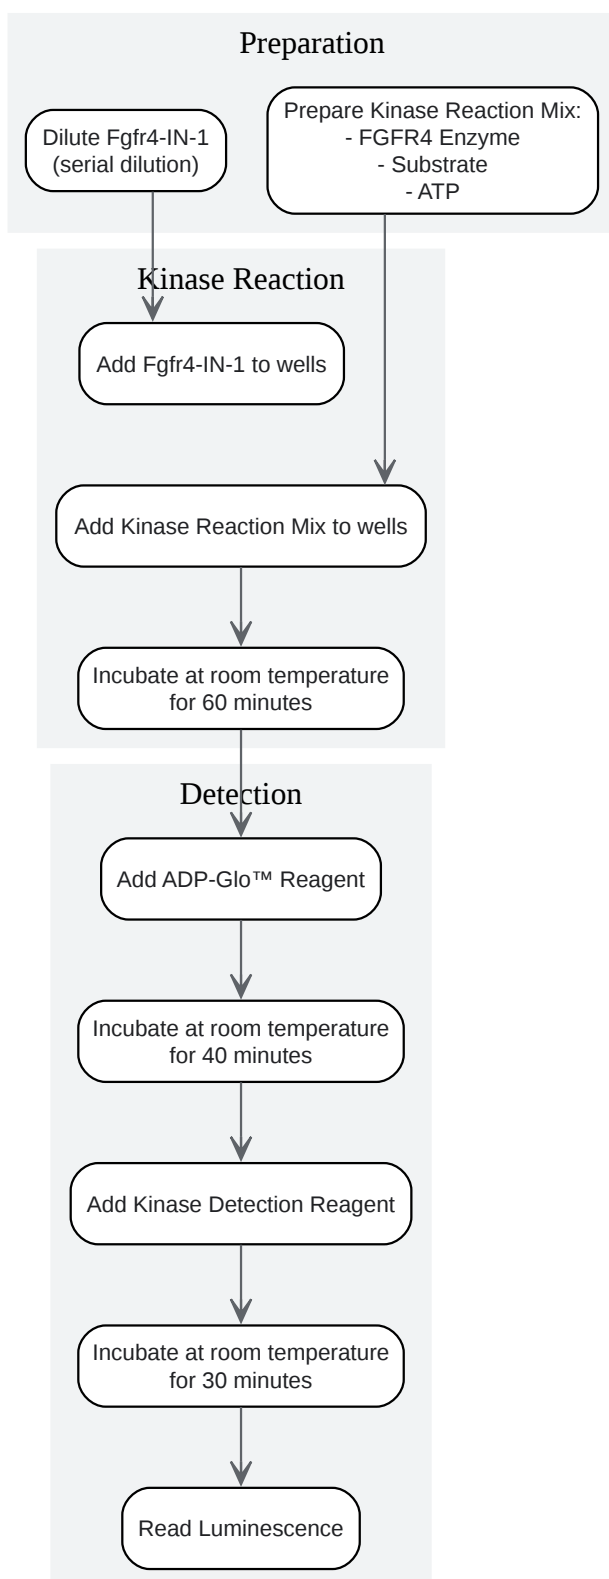 Preparation
Dilute Fgfr4-IN-1
(serial dilution)
Prepare Kinase Reaction Mix:
- FGFR4 Enzyme
- Substrate
- ATP
Kinase Reaction
Add Fgfr4-IN-1 to wells
Add Kinase Reaction Mix to wells
Incubate at room temperature
for 60 minutes
Detection
Add ADP-Glo™ Reagent
Incubate at room temperature
for 40 minutes
Add Kinase Detection Reagent
Incubate at room temperature
for 30 minutes
Read Luminescence